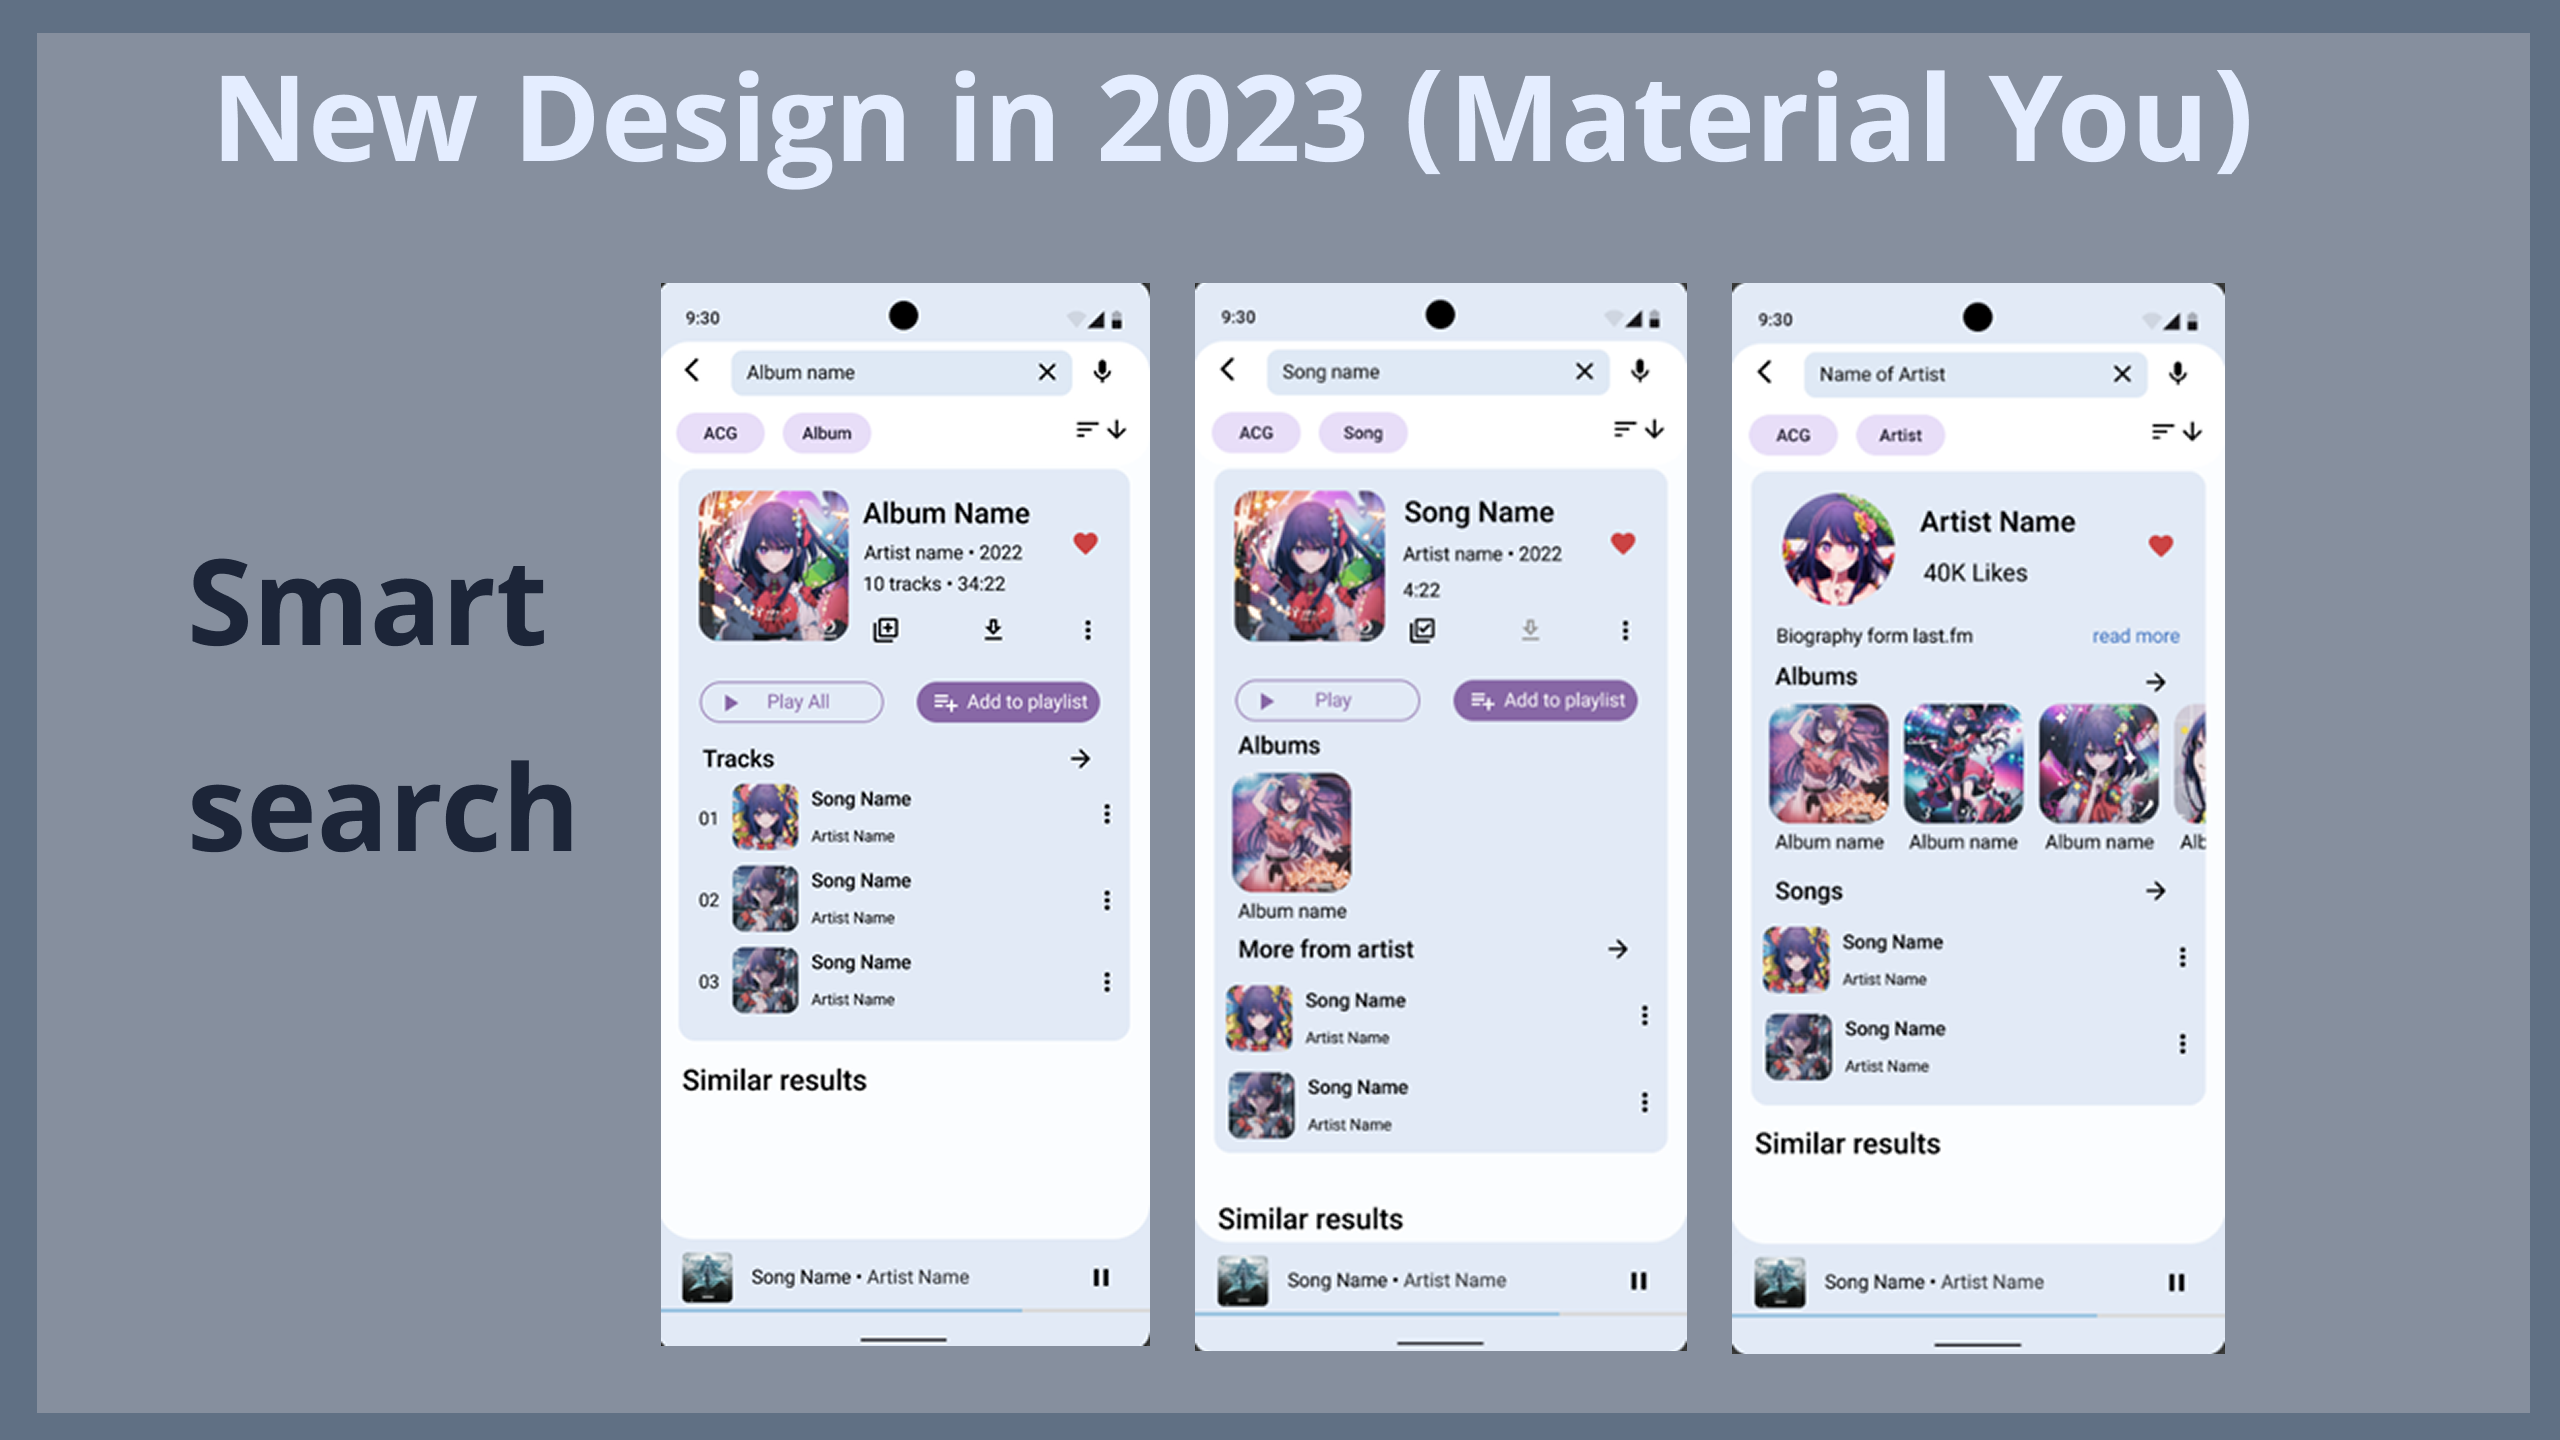 New Design in 2023 (Material You)
Smart
search
9:30
Album name
ACG
Album
Album Name
Artist name • 2022
10 tracks • 34:22
Play All
Add to playlist
Tracks
01
Song Name
Artist Name
02
Song Name
Artist Name
03
Song Name
Artist Name
Similar results
Song Name • Artist Name
9:30
Song name
ACG
Song
Song Name
Artist name • 2022
4:22
Play
Add to playlist
Albums
Album name
More from artist
Song Name
Artist Name
Song Name
Artist Name
Similar results
Song Name • Artist Name
9:30
Name of Artist
ACG
Artist
Artist Name
40K Likes
Biography form last.fm
read more
Albums
Album name
Album name
Album name
Alb
Songs
Song Name
Artist Name
Song Name
Artist Name
Similar results
Song Name • Artist Name